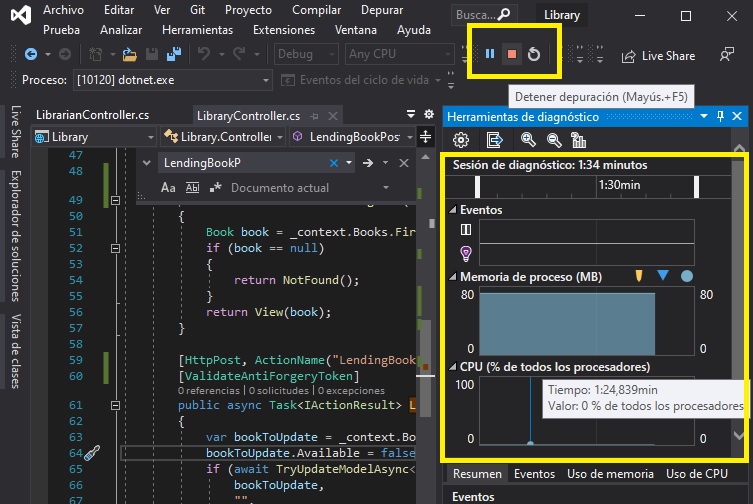 Archivo Editar Ver Git Proyecto Compilar Depurar Buscar... Library
Prueba Analizar Herramientas Extensiones Ventana Ayuda
Debug Any CPU Live Share
Proceso: [10120] dotnet.exe Eventos del ciclo de vida
Detener depuración (Mayús.+F5)
Live Share
Explorador de soluciones
Vista de clases
LibrarianController.cs LibraryController.cs
Library Library.Controller LendingBookPos
LendingBookP
Aa Ab .* Documento actual
47
48
49
50 {
51 Book book = _context.Books.Fir
52 if (book == null)
53 {
54 return NotFound();
55 }
56 return View(book);
57 }
58
59 [HttpPost, ActionName("LendingBook
60 [ValidateAntiForgeryToken]
0 referencias | 0 solicitudes | 0 excepciones
61 public async Task<IActionResult> L
62 {
63 var bookToUpdate = _context.Bo
64 bookToUpdate.Available = false
65 if (await TryUpdateModelAsync<
66 bookToUpdate,
67 "",
Herramientas de diagnóstico
Sesión de diagnóstico: 1:34 minutos
1:30min
Eventos
Memoria de proceso (MB)
80 80
0 0
CPU (% de todos los procesadores)
100
Tiempo: 1:24,839min
Valor: 0 % de todos los procesadores
0 0
Resumen Eventos Uso de memoria Uso de CPU
Eventos